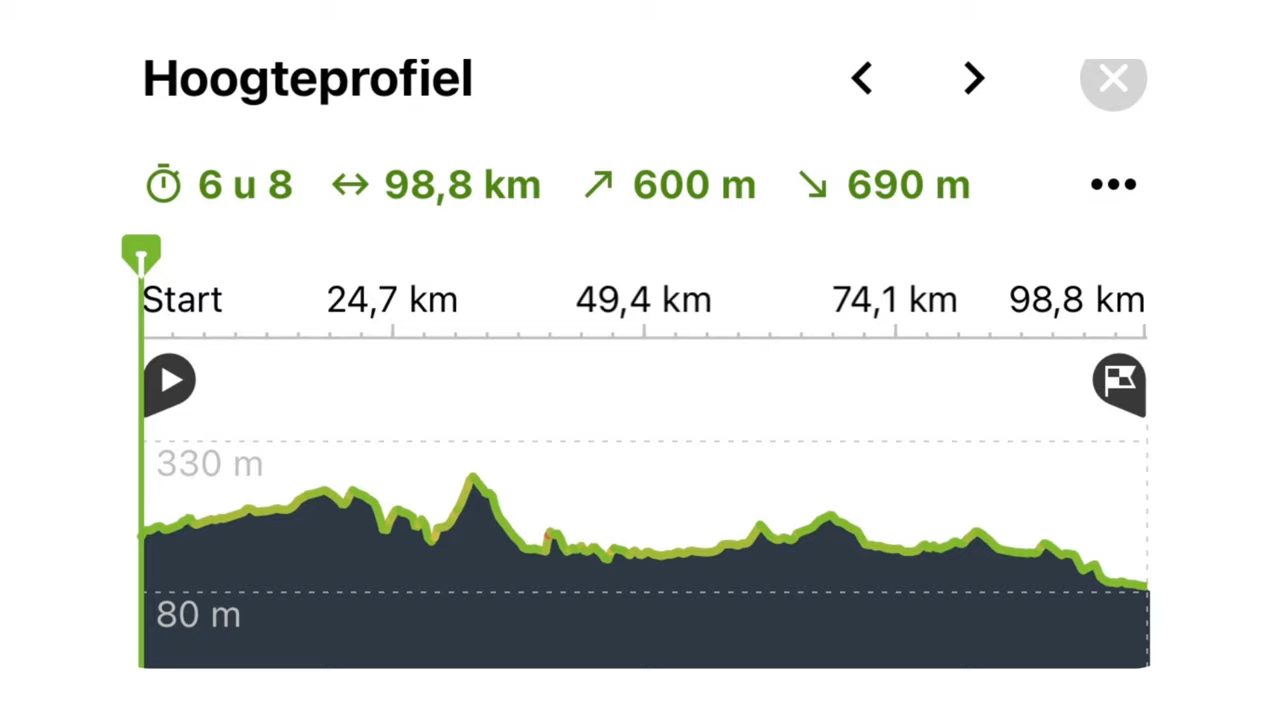 Hoogteprofiel
6 u 8 98,8 km 600 m 690 m
Start 24,7 km 49,4 km 74,1 km 98,8 km
330 m
80 m